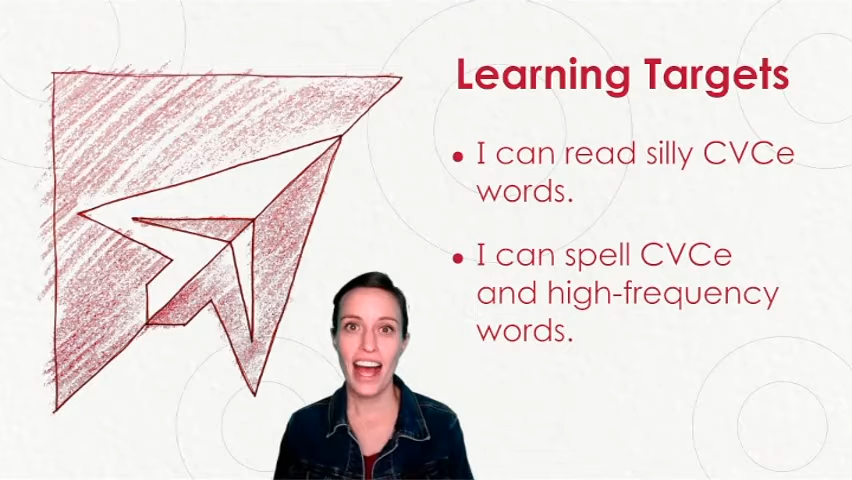 Learning Targets
• I can read silly CVCe
words.
• I can spell CVCe
and high-frequency
words.